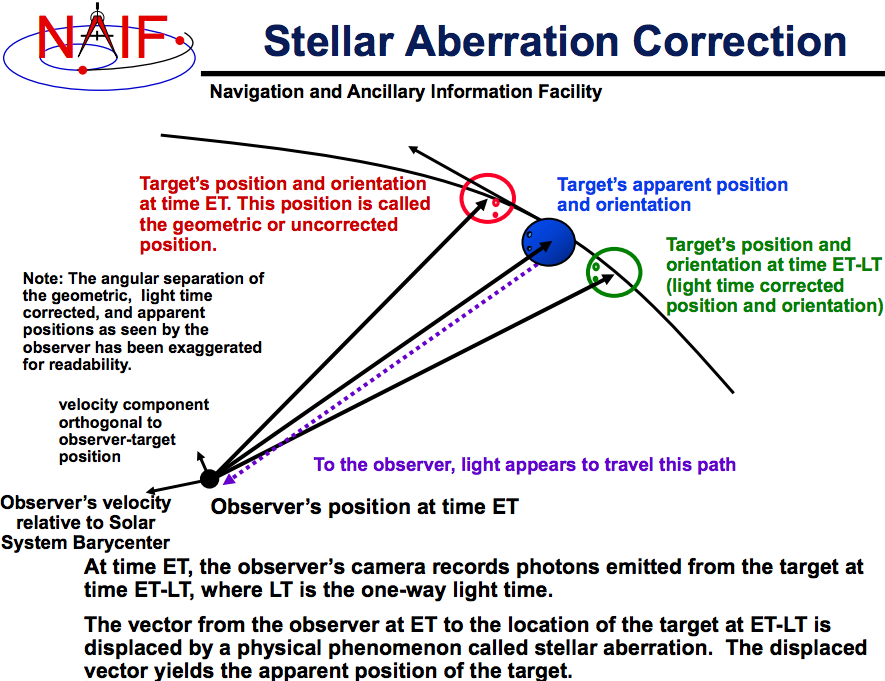 NAIF
Stellar Aberration Correction
Navigation and Ancillary Information Facility
Target's position and orientation
at time ET. This position is called
the geometric or uncorrected
position.
Target's apparent position
and orientation
Target's position and
orientation at time ET-LT
(light time corrected
position and orientation)
Note: The angular separation of
the geometric, light time
corrected, and apparent
positions as seen by the
observer has been exaggerated
for readability.
velocity component
orthogonal to
observer-target
position
To the observer, light appears to travel this path
Observer's velocity
relative to Solar
System Barycenter
Observer's position at time ET
At time ET, the observer's camera records photons emitted from the target at
time ET-LT, where LT is the one-way light time.
The vector from the observer at ET to the location of the target at ET-LT is
displaced by a physical phenomenon called stellar aberration. The displaced
vector yields the apparent position of the target.